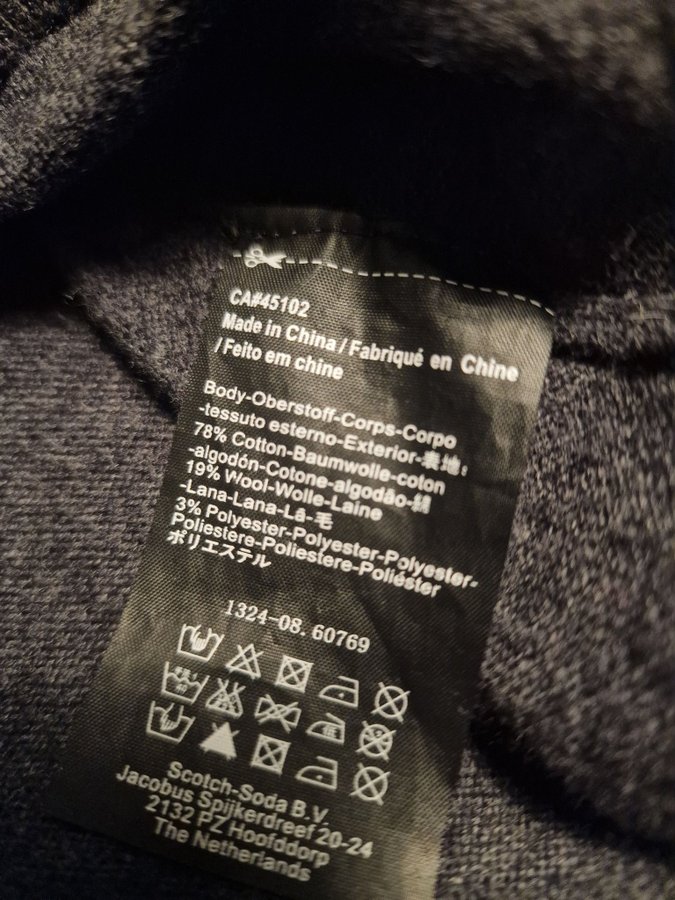 CA#45102
Made in China/Fabriqué en Chine
/Feito em chine
Body-Oberstoff-Corps-Corpo
-tessuto esterno-Exterior-表地:
78% Cotton-Baumwolle-coton
-algodón-Cotone-algodão-綿
19% Wool-Wolle-Laine
-Lana-Lana-Lã-毛
3% Polyester-Polyester-Polyester-
Poliestere-Poliestere-Poliéster
ポリエステル
1324-08.60769
Scotch-Soda B.V.
Jacobus Spijkerdreef 20-24
2132 PZ Hoofddorp
The Netherlands